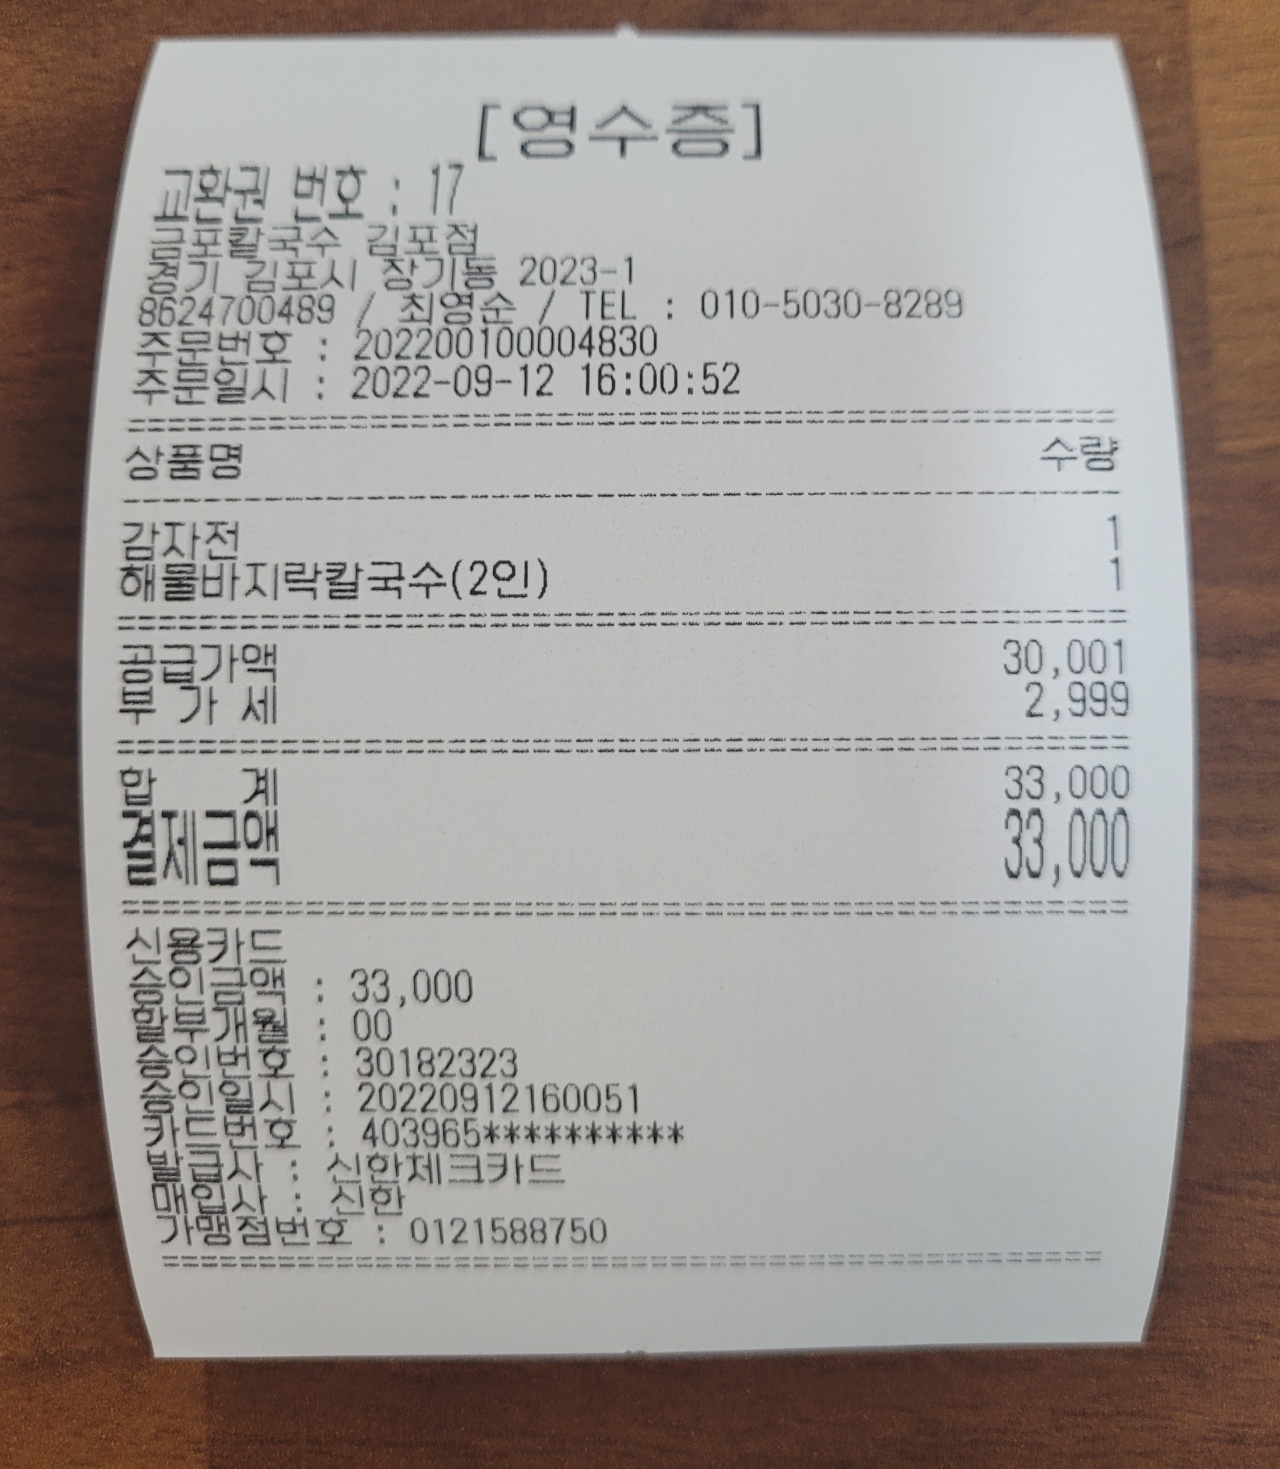 [영수증]
교환권 번호 : 17
금포칼국수 김포점
경기 김포시 장기동 2023-1
8624700489 / 최영순 / TEL : 010-5030-8289
주문번호 : 202200100004830
주문일시 : 2022-09-12 16:00:52
상품명 수량
감자전 1
해물바지락칼국수(2인) 1
공급가액 30,001
부 가 세 2,999
합 계 33,000
결제금액 33,000
신용카드
승인금액 : 33,000
할부개월 : 00
승인번호 : 30182323
승인일시 : 20220912160051
카드번호 : 403965**********
발급사 : 신한체크카드
매입사 : 신한
가맹점번호 : 0121588750